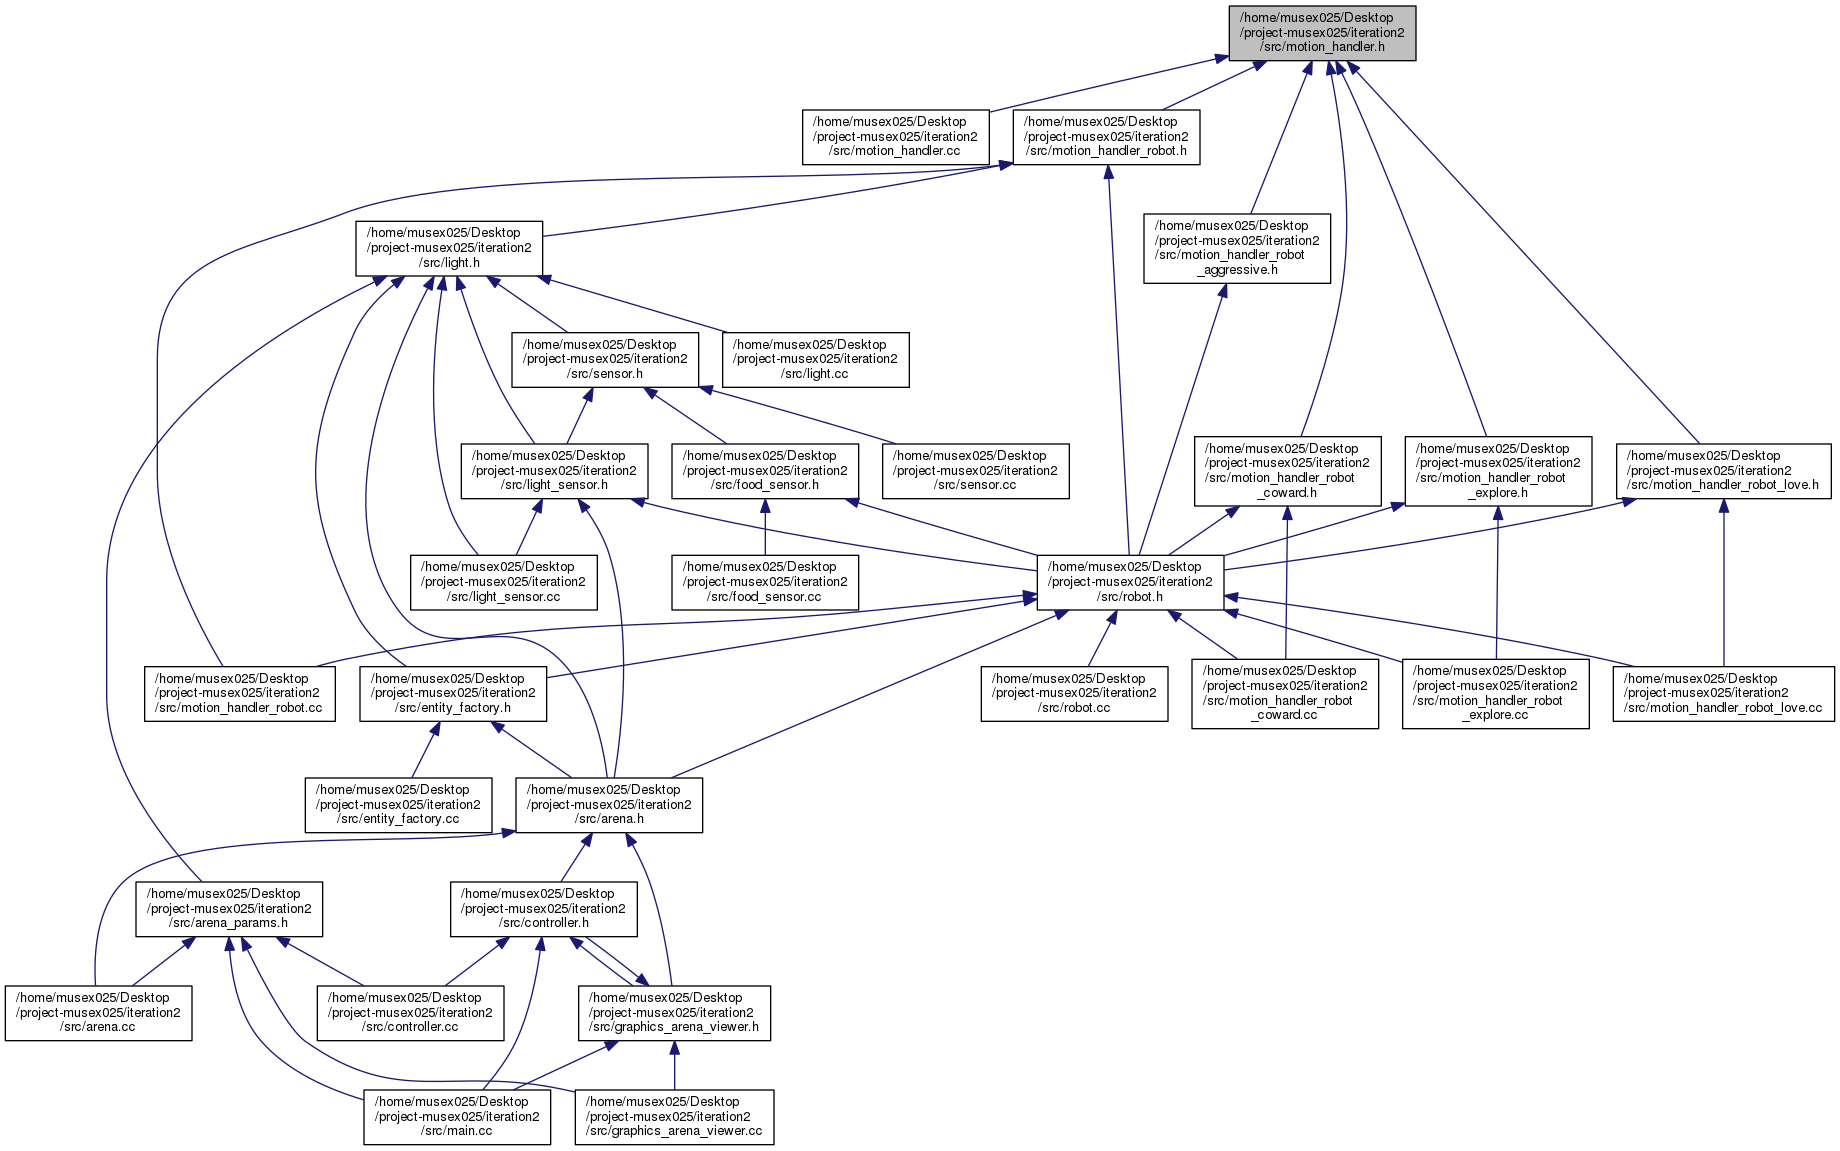 /home/musex025/Desktop
/project-musex025/iteration2
/src/motion_handler.h
/home/musex025/Desktop
/project-musex025/iteration2
/src/motion_handler.cc
/home/musex025/Desktop
/project-musex025/iteration2
/src/motion_handler_robot.h
/home/musex025/Desktop
/project-musex025/iteration2
/src/light.h
/home/musex025/Desktop
/project-musex025/iteration2
/src/motion_handler_robot
_aggressive.h
/home/musex025/Desktop
/project-musex025/iteration2
/src/sensor.h
/home/musex025/Desktop
/project-musex025/iteration2
/src/light.cc
/home/musex025/Desktop
/project-musex025/iteration2
/src/light_sensor.h
/home/musex025/Desktop
/project-musex025/iteration2
/src/food_sensor.h
/home/musex025/Desktop
/project-musex025/iteration2
/src/sensor.cc
/home/musex025/Desktop
/project-musex025/iteration2
/src/motion_handler_robot
_coward.h
/home/musex025/Desktop
/project-musex025/iteration2
/src/motion_handler_robot
_explore.h
/home/musex025/Desktop
/project-musex025/iteration2
/src/motion_handler_robot_love.h
/home/musex025/Desktop
/project-musex025/iteration2
/src/light_sensor.cc
/home/musex025/Desktop
/project-musex025/iteration2
/src/food_sensor.cc
/home/musex025/Desktop
/project-musex025/iteration2
/src/robot.h
/home/musex025/Desktop
/project-musex025/iteration2
/src/motion_handler_robot.cc
/home/musex025/Desktop
/project-musex025/iteration2
/src/entity_factory.h
/home/musex025/Desktop
/project-musex025/iteration2
/src/robot.cc
/home/musex025/Desktop
/project-musex025/iteration2
/src/motion_handler_robot
_coward.cc
/home/musex025/Desktop
/project-musex025/iteration2
/src/motion_handler_robot
_explore.cc
/home/musex025/Desktop
/project-musex025/iteration2
/src/motion_handler_robot_love.cc
/home/musex025/Desktop
/project-musex025/iteration2
/src/entity_factory.cc
/home/musex025/Desktop
/project-musex025/iteration2
/src/arena.h
/home/musex025/Desktop
/project-musex025/iteration2
/src/arena_params.h
/home/musex025/Desktop
/project-musex025/iteration2
/src/controller.h
/home/musex025/Desktop
/project-musex025/iteration2
/src/arena.cc
/home/musex025/Desktop
/project-musex025/iteration2
/src/controller.cc
/home/musex025/Desktop
/project-musex025/iteration2
/src/graphics_arena_viewer.h
/home/musex025/Desktop
/project-musex025/iteration2
/src/main.cc
/home/musex025/Desktop
/project-musex025/iteration2
/src/graphics_arena_viewer.cc